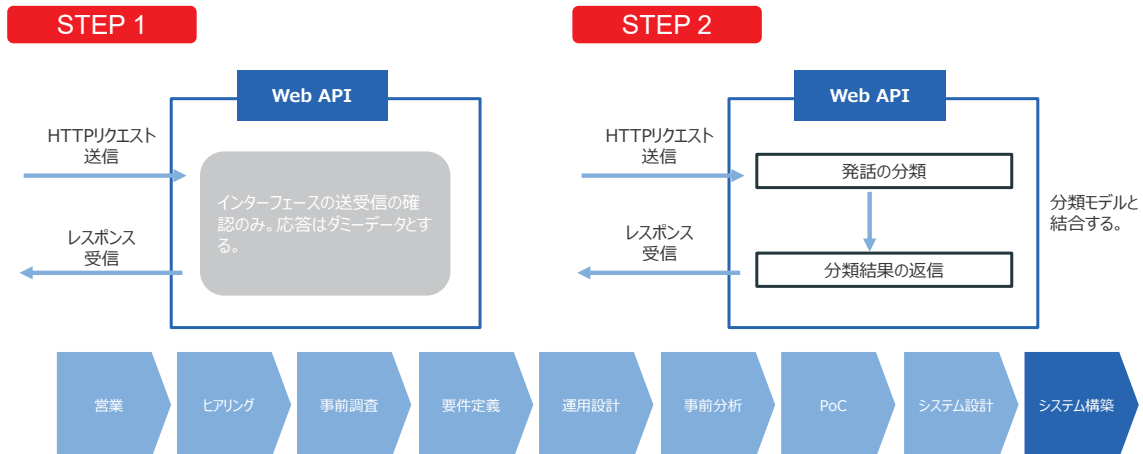 STEP 1
Web API
HTTPリクエスト
送信
インターフェースの送受信の確
認のみ。応答はダミーデータとす
る。
レスポンス
受信
STEP 2
Web API
HTTPリクエスト
送信
発話の分類
分類結果の返信
レスポンス
受信
分類モデルと
結合する。
営業
ヒアリング
事前調査
要件定義
運用設計
事前分析
PoC
システム設計
システム構築